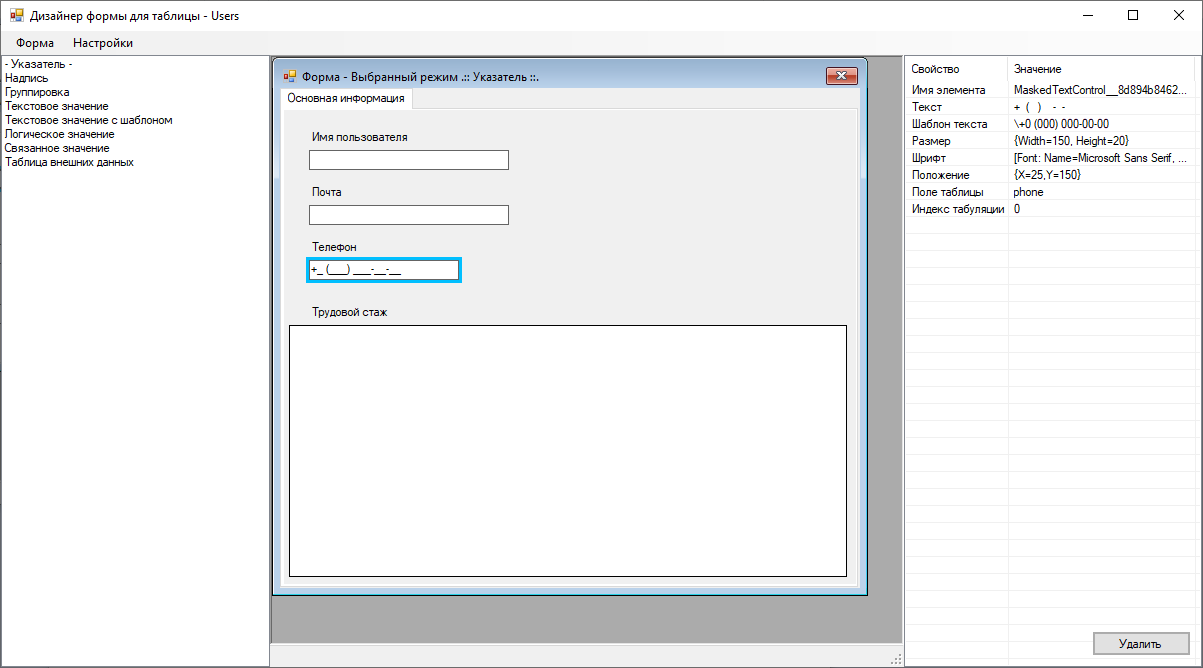 Дизайнер формы для таблицы - Users
Форма Настройки
- Указатель -
Надпись
Группировка
Текстовое значение
Текстовое значение с шаблоном
Логическое значение
Связанное значение
Таблица внешних данных
Форма - Выбранный режим .:: Указатель ::.
Основная информация
Имя пользователя
Почта
Телефон
+_ (___) ___-__-__
Трудовой стаж
Свойство Значение
Имя элемента MaskedTextControl__8d894b8462...
Текст + ( ) - -
Шаблон текста \+0 (000) 000-00-00
Размер {Width=150, Height=20}
Шрифт [Font: Name=Microsoft Sans Serif, ...
Положение {X=25,Y=150}
Поле таблицы phone
Индекс табуляции 0
Удалить